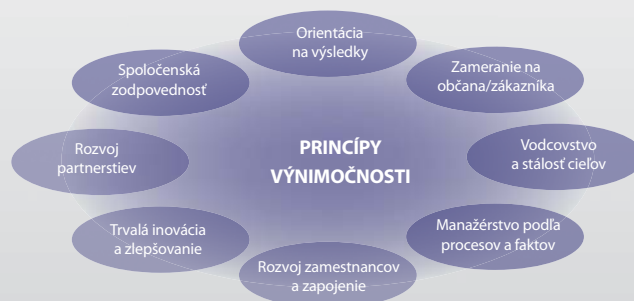 Orientácia
na výsledky
Zameranie na
občana/zákazníka
Vodcovstvo
a stálosť cieľov
Manažérstvo podľa
procesov a faktov
Rozvoj zamestnancov
a zapojenie
Trvalá inovácia
a zlepšovanie
Rozvoj
partnerstiev
Spoločenská
zodpovednosť
PRINCÍPY
VÝNIMOČNOSTI